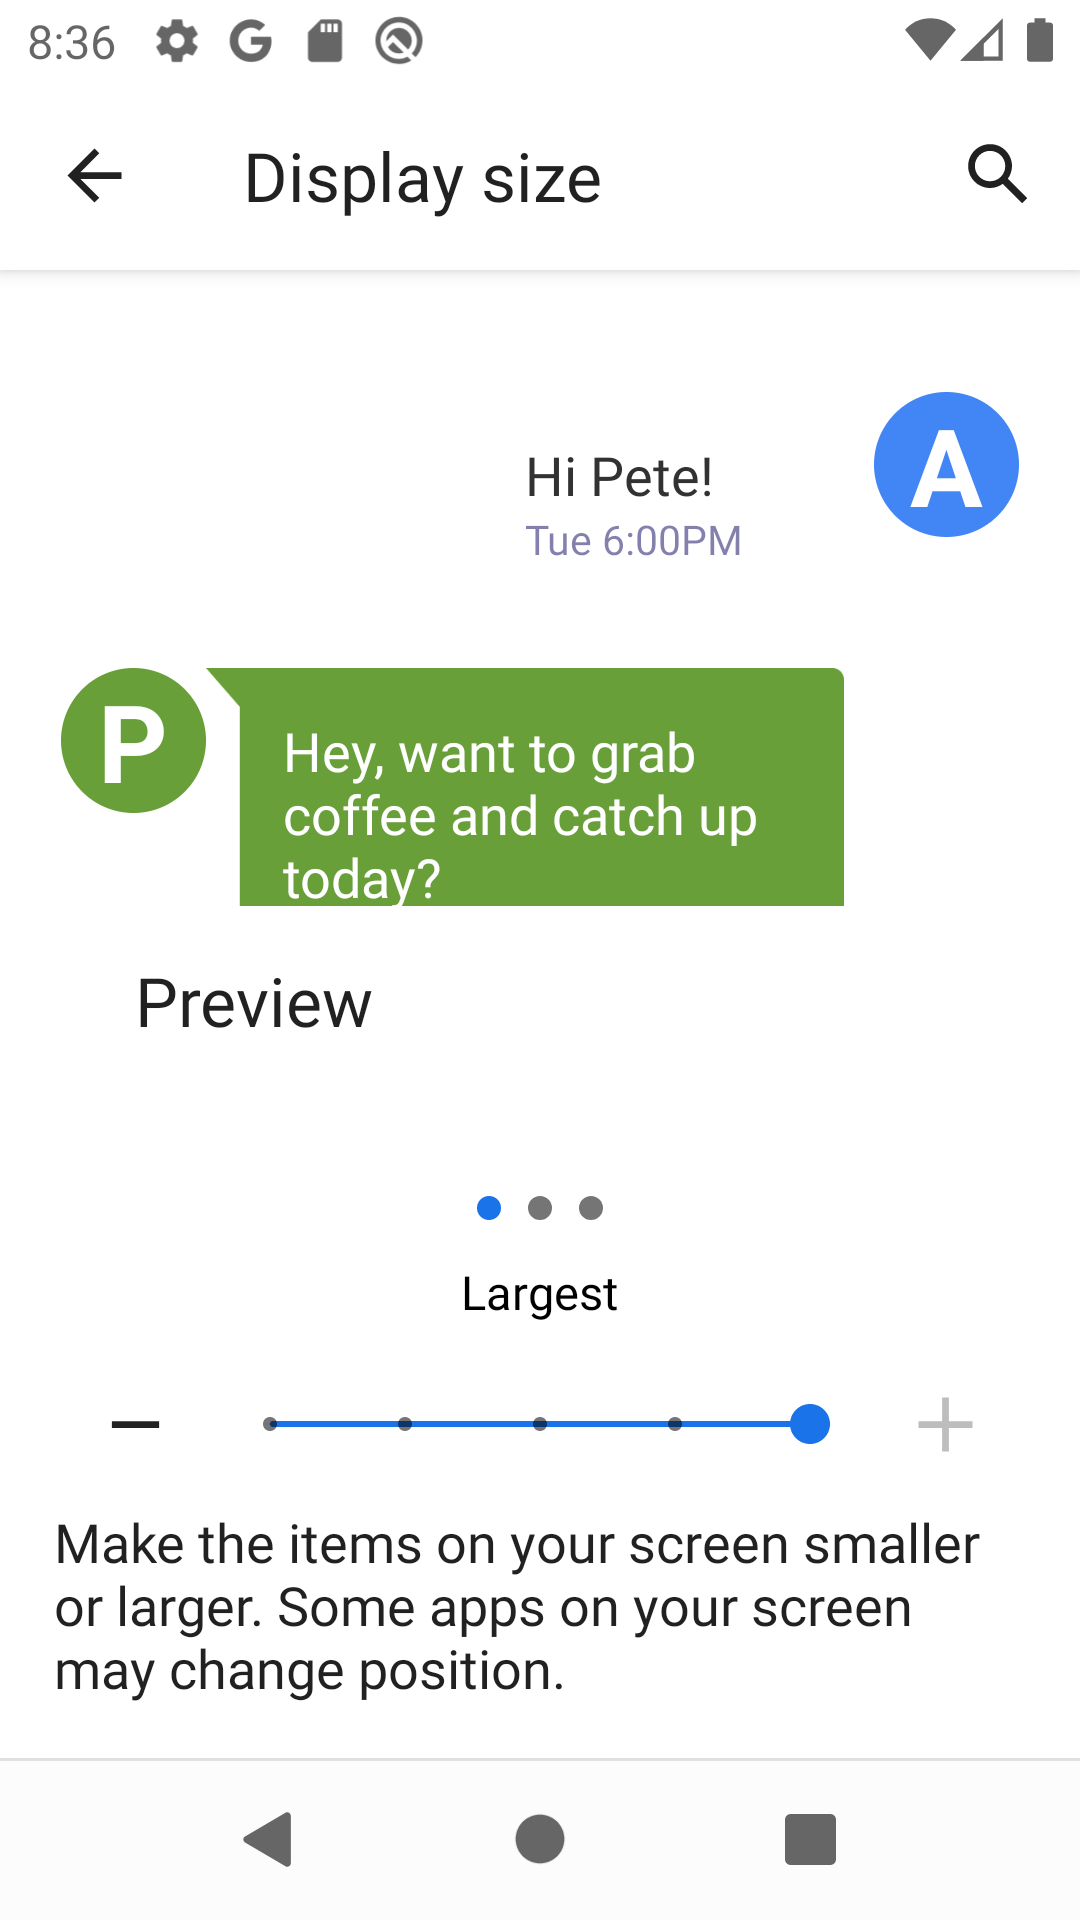 8:36
Display size
Hi Pete!
A
Tue 6:00PM
P
Hey, want to grab
coffee and catch up
today?
Preview
Largest
Make the items on your screen smaller
or larger. Some apps on your screen
may change position.